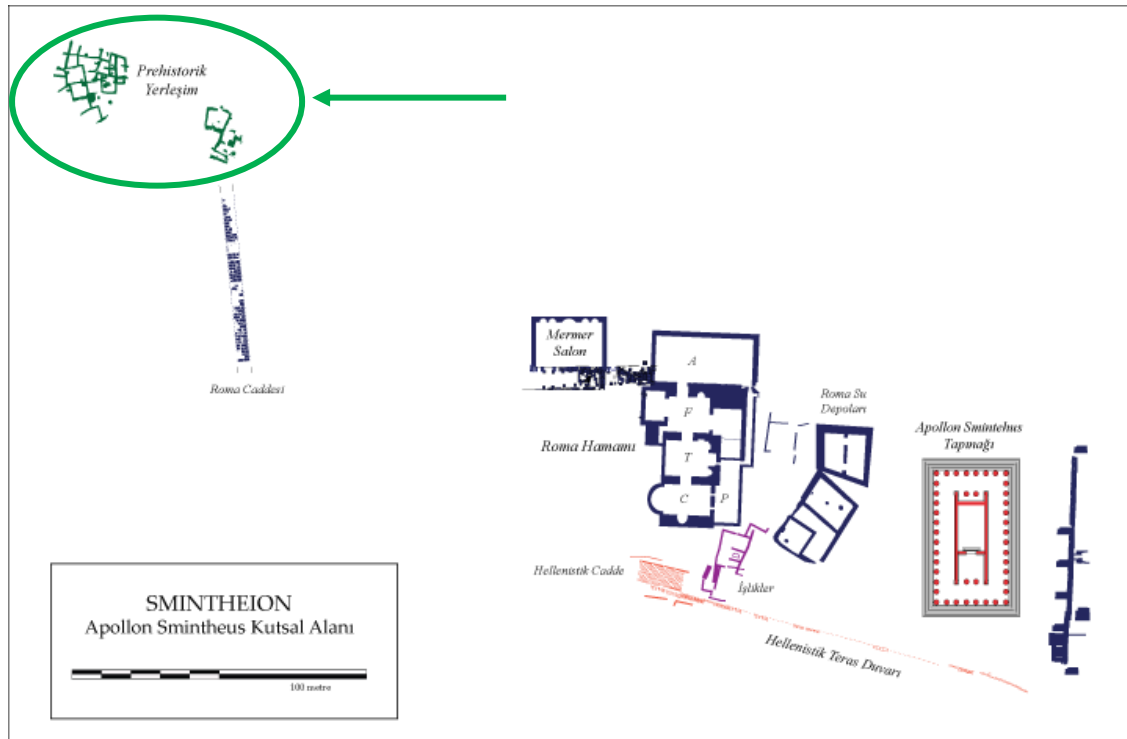 Prehistorik
Yerleşim
Roma Caddesi
Mermer
Salon
A
F
T
C
P
Roma Hamamı
Roma Su
Depoları
Apollon Smintehus
Tapınağı
Hellenistik Cadde
İşlikler
Hellenistik Teras Duvarı
SMINTHEION
Apollon Smintheus Kutsal Alanı
100 metre